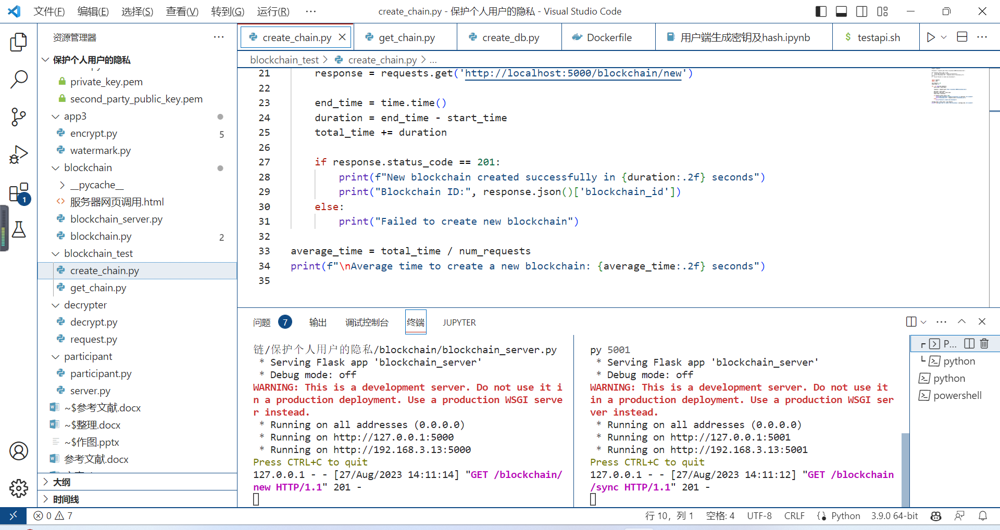 文件(F) 编辑(E) 选择(S) 查看(V) 转到(G) 运行(R) ··· create_chain.py - 保护个人用户的隐私 - Visual Studio Code
资源管理器 ···
保护个人用户的隐私
private_key.pem
second_party_public_key.pem
app3
encrypt.py 5
watermark.py
blockchain
__pycache__
服务器网页调用.html
blockchain_server.py
blockchain.py 2
blockchain_test
create_chain.py
get_chain.py
decrypter
decrypt.py
request.py
participant
participant.py
server.py
~$参考文献.docx
~$整理.docx
~$作图.pptx
参考文献.docx
大纲
时间线
1
create_chain.py get_chain.py create_db.py Dockerfile 用户端生成密钥及hash.ipynb $ testapi.sh ···
blockchain_test > create_chain.py > ...
21 response = requests.get('http://localhost:5000/blockchain/new')
22
23 end_time = time.time()
24 duration = end_time - start_time
25 total_time += duration
26
27 if response.status_code == 201:
28 print(f"New blockchain created successfully in {duration:.2f} seconds")
29 print("Blockchain ID:", response.json()['blockchain_id'])
30 else:
31 print("Failed to create new blockchain")
32
33 average_time = total_time / num_requests
34 print(f"\nAverage time to create a new blockchain: {average_time:.2f} seconds")
35
问题 7 输出 调试控制台 终端 JUPYTER ···
链/保护个人用户的隐私/blockchain/blockchain_server.py
* Serving Flask app 'blockchain_server'
* Debug mode: off
WARNING: This is a development server. Do not use it i
n a production deployment. Use a production WSGI serve
r instead.
* Running on all addresses (0.0.0.0)
* Running on http://127.0.0.1:5000
* Running on http://192.168.3.13:5000
Press CTRL+C to quit
127.0.0.1 - - [27/Aug/2023 14:11:14] "GET /blockchain/
new HTTP/1.1" 201 -
py 5001
* Serving Flask app 'blockchain_server'
* Debug mode: off
WARNING: This is a development server. Do not use it
in a production deployment. Use a production WSGI ser
ver instead.
* Running on all addresses (0.0.0.0)
* Running on http://127.0.0.1:5001
* Running on http://192.168.3.13:5001
Press CTRL+C to quit
127.0.0.1 - - [27/Aug/2023 14:11:12] "GET /blockchain
/sync HTTP/1.1" 201 -
P...
python
python
powershell
0 7 行 10，列 1 空格: 4 UTF-8 CRLF Python 3.9.0 64-bit